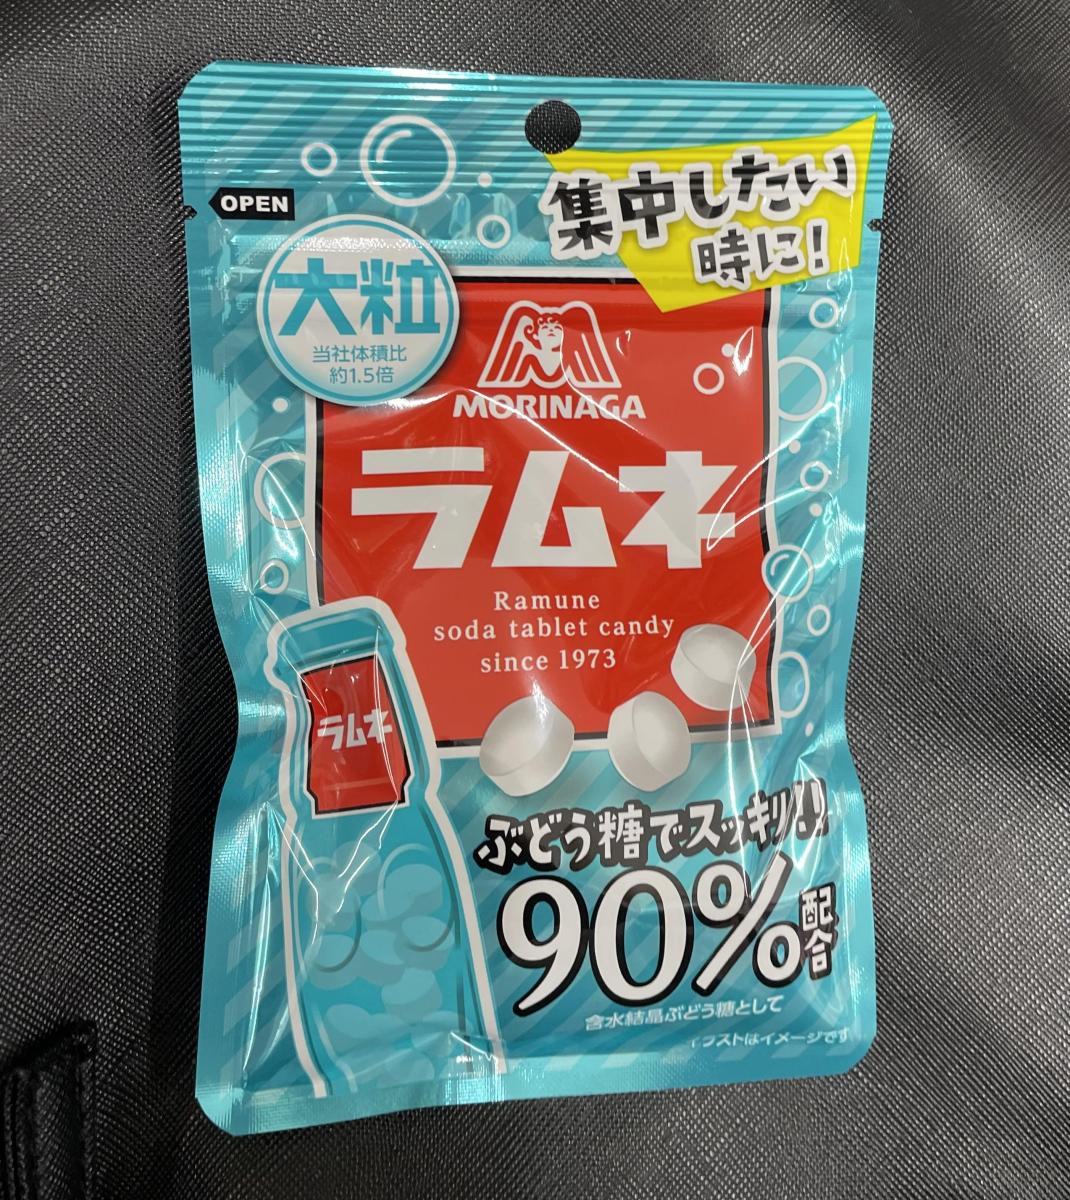 OPEN
集中したい
時に!
大粒
当社体積比
約1.5倍
MORINAGA
ラムネ
Ramune
soda tablet candy
since 1973
ラムネ
ぶどう糖でスッキリ!!
90%配合
含水結晶ぶどう糖として
イラストはイメージです